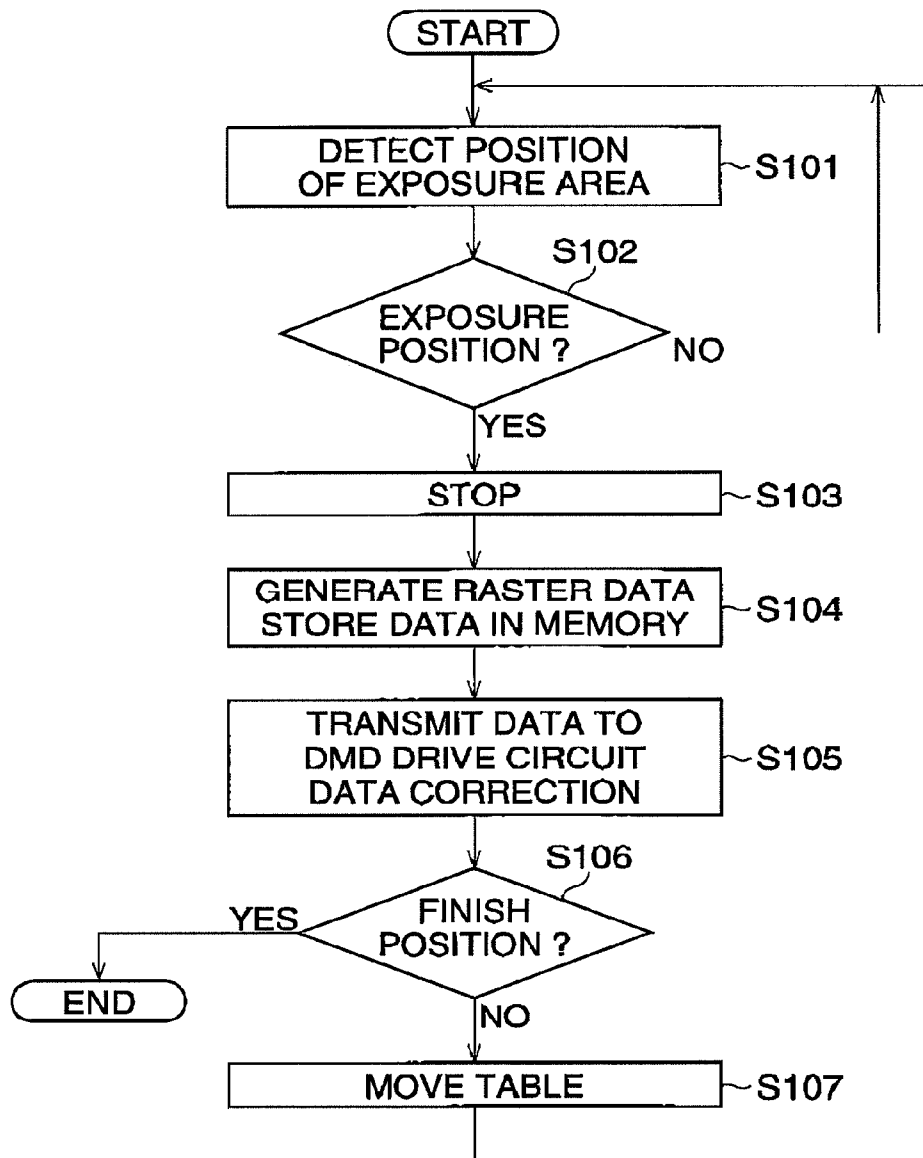 START
DETECT POSITION
OF EXPOSURE AREA
S101
S102
EXPOSURE
POSITION ?
NO
YES
STOP
S103
GENERATE RASTER DATA
STORE DATA IN MEMORY
S104
TRANSMIT DATA TO
DMD DRIVE CIRCUIT
DATA CORRECTION
S105
S106
YES
FINISH
POSITION ?
END
NO
MOVE TABLE
S107